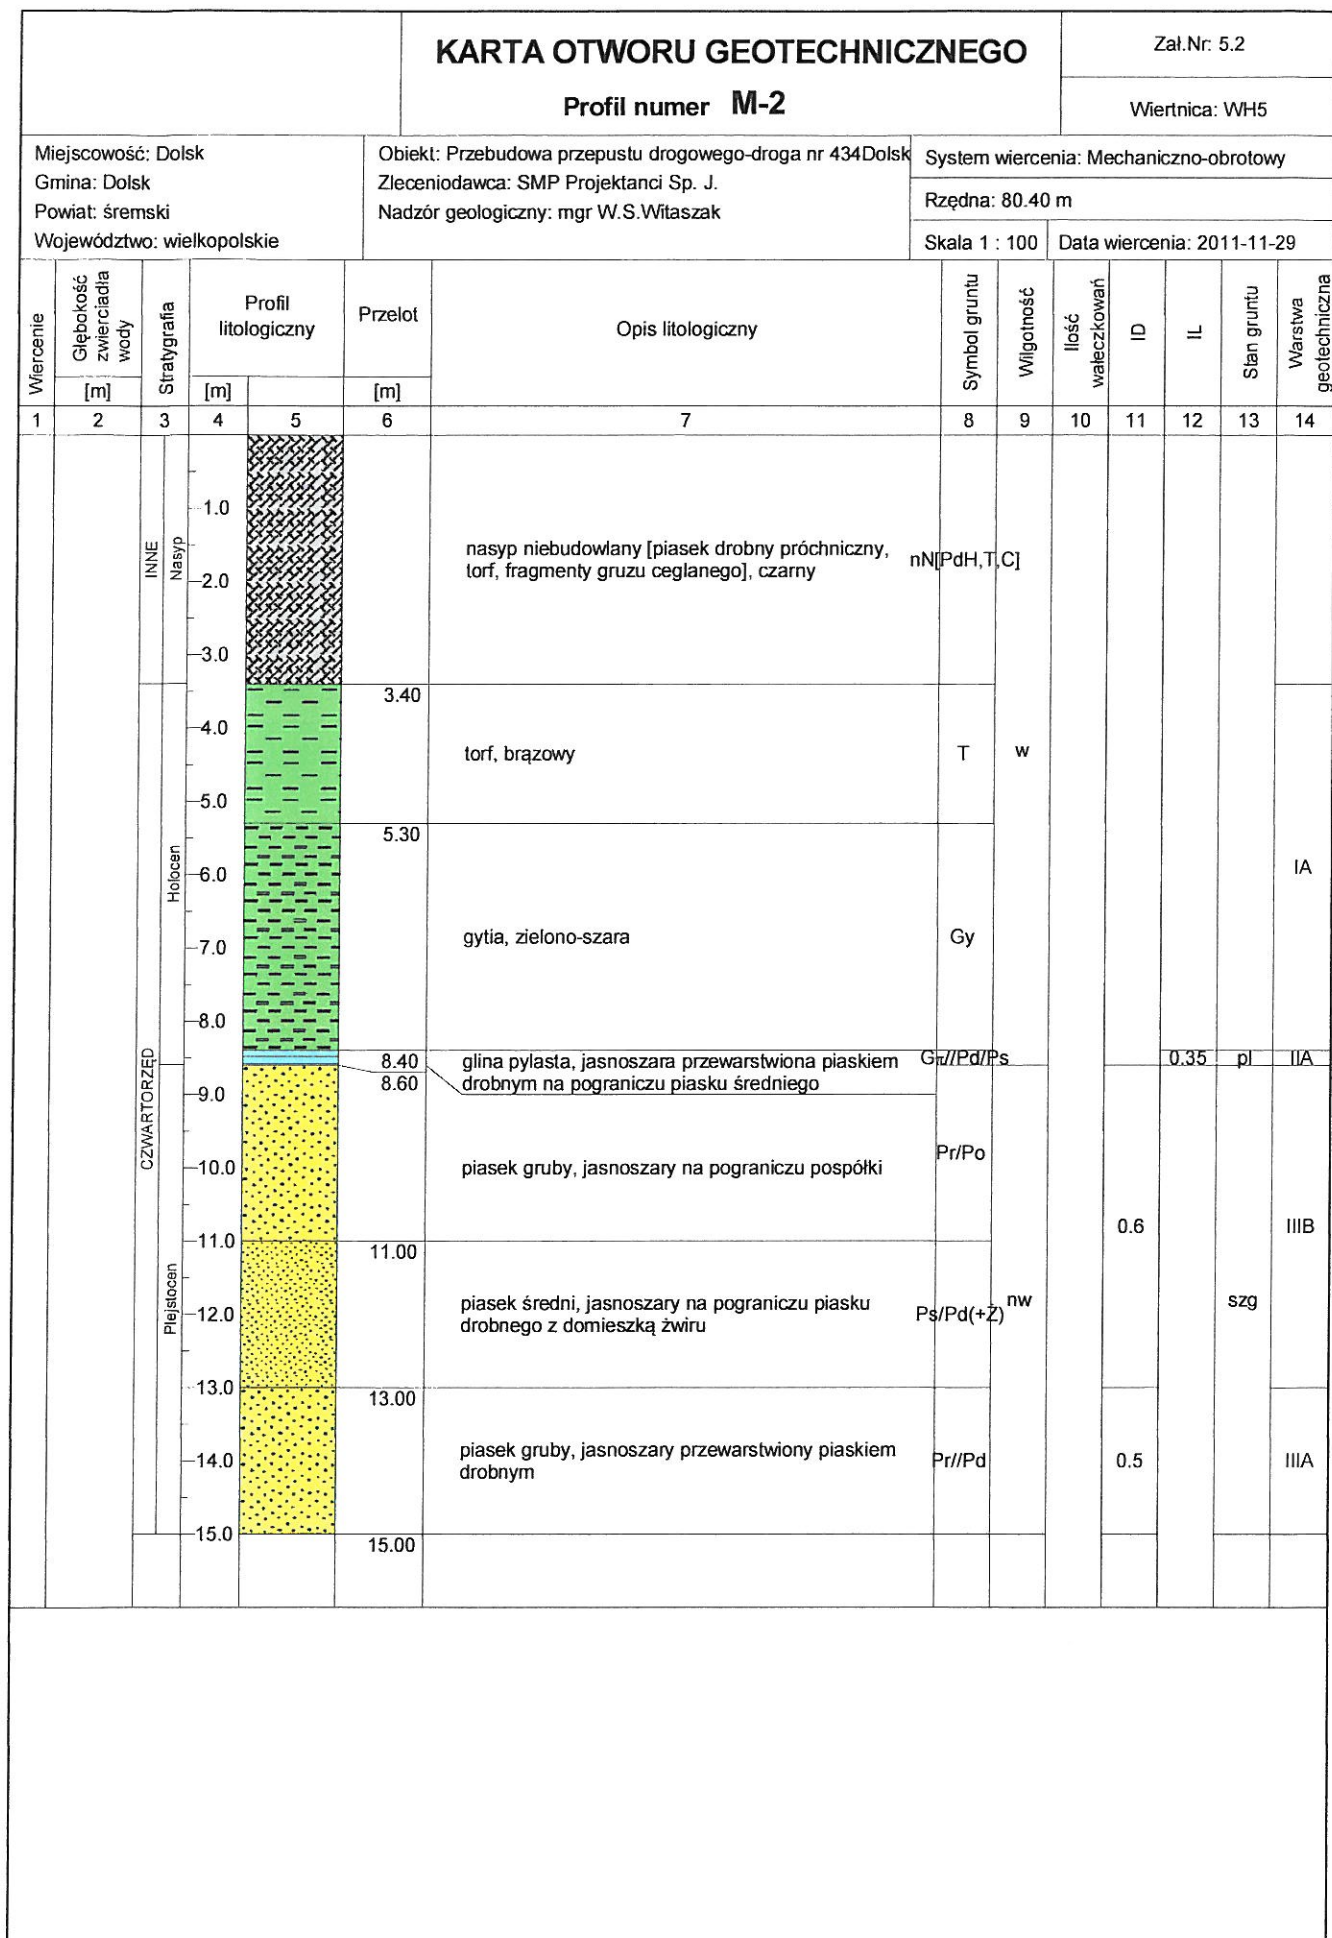 KARTA OTWORU GEOTECHNICZNEGO
Profil numer M-2
Zał.Nr: 5.2
Wiertnica: WH5
Miejscowość: Dolsk
Gmina: Dolsk
Powiat: śremski
Województwo: wielkopolskie
Obiekt: Przebudowa przepustu drogowego-droga nr 434Dolsk
Zleceniodawca: SMP Projektanci Sp. J.
Nadzór geologiczny: mgr W.S.Witaszak
System wiercenia: Mechaniczno-obrotowy
Rzędna: 80.40 m
Skala 1 : 100
Data wiercenia: 2011-11-29
Wiercenie
Głębokość
zwierciadła
wody
[m]
Stratygrafia
Profil
litologiczny
[m]
Przelot
[m]
Opis litologiczny
Symbol gruntu
Wilgotność
Ilość
wałeczkowań
ID
IL
Stan gruntu
Warstwa
geotechniczna
1 2 3 4 5 6 7 8 9 10 11 12 13 14
INNE
Nasyp
1.0
2.0
3.0
nasyp niebudowlany [piasek drobny próchniczny,
torf, fragmenty gruzu ceglanego], czarny
nN[PdH,T,C]
3.40
CZWARTORZĘD
Holocen
4.0
5.0
torf, brązowy
T
w
5.30
6.0
7.0
8.0
gytia, zielono-szara
Gy
IA
8.40
glina pylasta, jasnoszara przewarstwiona piaskiem
drobnym na pograniczu piasku średniego
Gπ//Pd/Ps
0.35
pl
IIA
8.60
Plejstocen
9.0
10.0
piasek gruby, jasnoszary na pograniczu pospółki
Pr/Po
11.0
11.00
0.6
IIIB
12.0
piasek średni, jasnoszary na pograniczu piasku
drobnego z domieszką żwiru
Ps/Pd(+Ż)
nw
szg
13.0
13.00
14.0
piasek gruby, jasnoszary przewarstwiony piaskiem
drobnym
Pr//Pd
0.5
IIIA
15.0
15.00